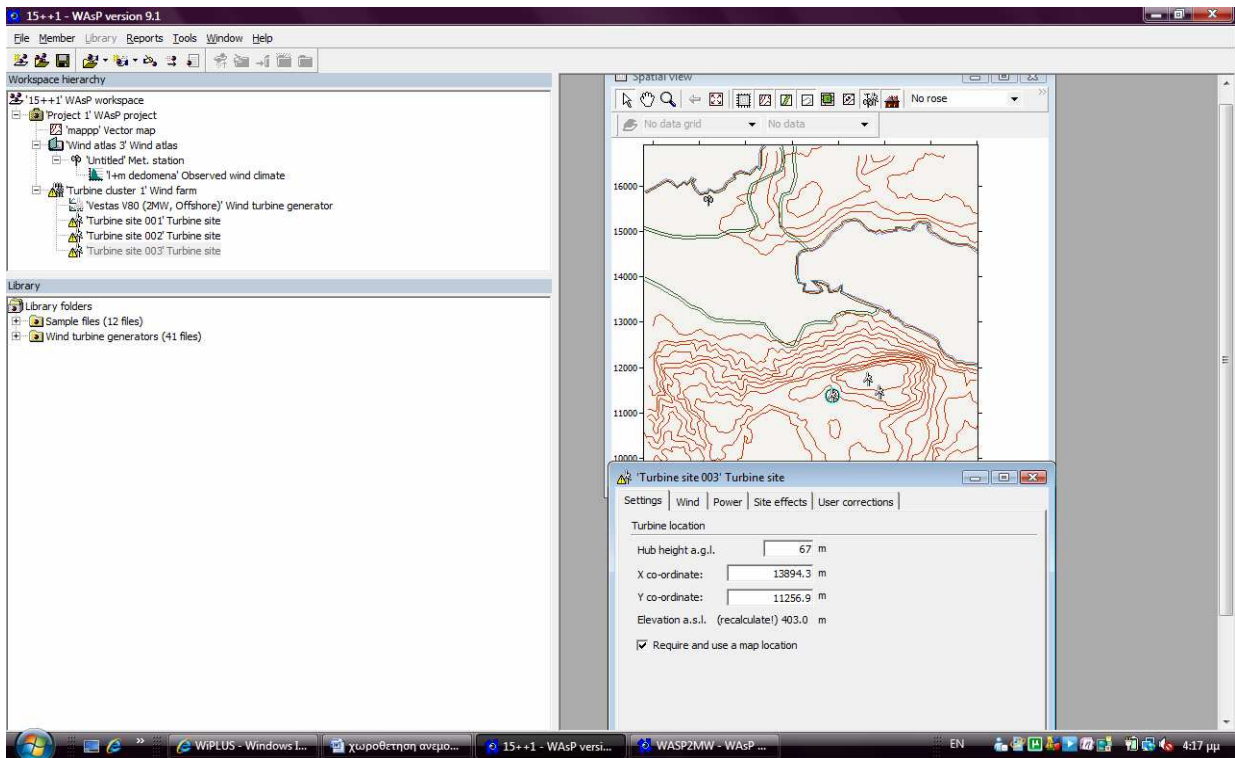 15++1 - WAsP version 9.1
File Member Library Reports Tools Window Help
Workspace hierarchy
'15++1' WAsP workspace
'Project 1' WAsP project
'mappp' Vector map
'Wind atlas 3' Wind atlas
'Untitled' Met. station
'1+m dedomena' Observed wind climate
'Turbine cluster 1' Wind farm
'Vestas V80 (2MW, Offshore)' Wind turbine generator
'Turbine site 001' Turbine site
'Turbine site 002' Turbine site
'Turbine site 003' Turbine site
Library
Library folders
Sample files (12 files)
Wind turbine generators (41 files)
Spatial view
No rose
No data grid
No data
16000
15000
14000
13000
12000
11000
10000
'Turbine site 003' Turbine site
Settings Wind Power Site effects User corrections
Turbine location
Hub height a.g.l. 67 m
X co-ordinate: 13894.3 m
Y co-ordinate: 11256.9 m
Elevation a.s.l. (recalculate!) 403.0 m
Require and use a map location
WiPLUS - Windows I... χωροθετηση ανεμο... 15++1 - WAsP versi... WASP2MW - WAsP ... EN 4:17 μμ